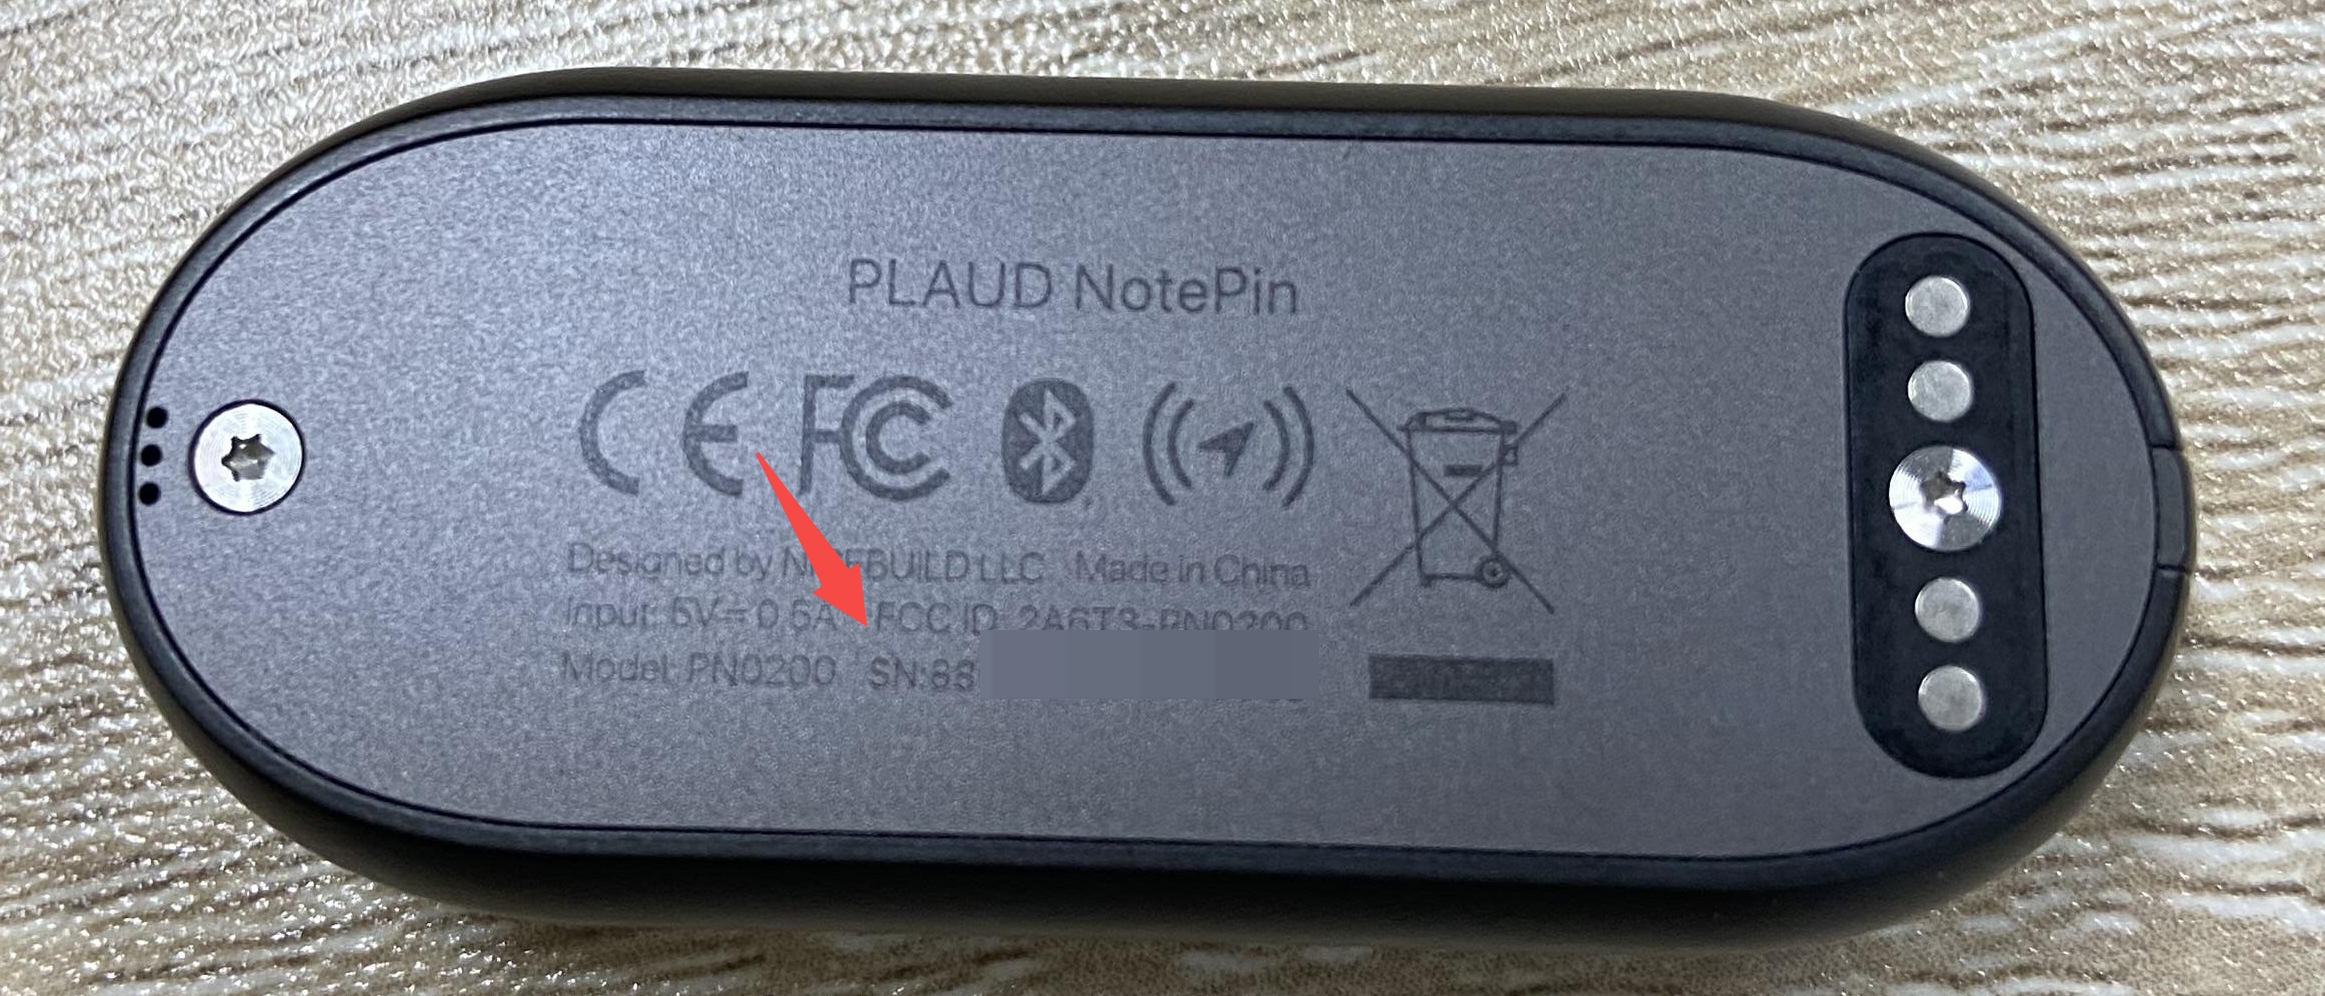 PLAUD NotePin
CE FC
Designed by NICEBUILD LLC Made in China
Input: 5V⎓0.5A FCC ID: 2A6T3-PN0200
Model: PN0200 SN:88